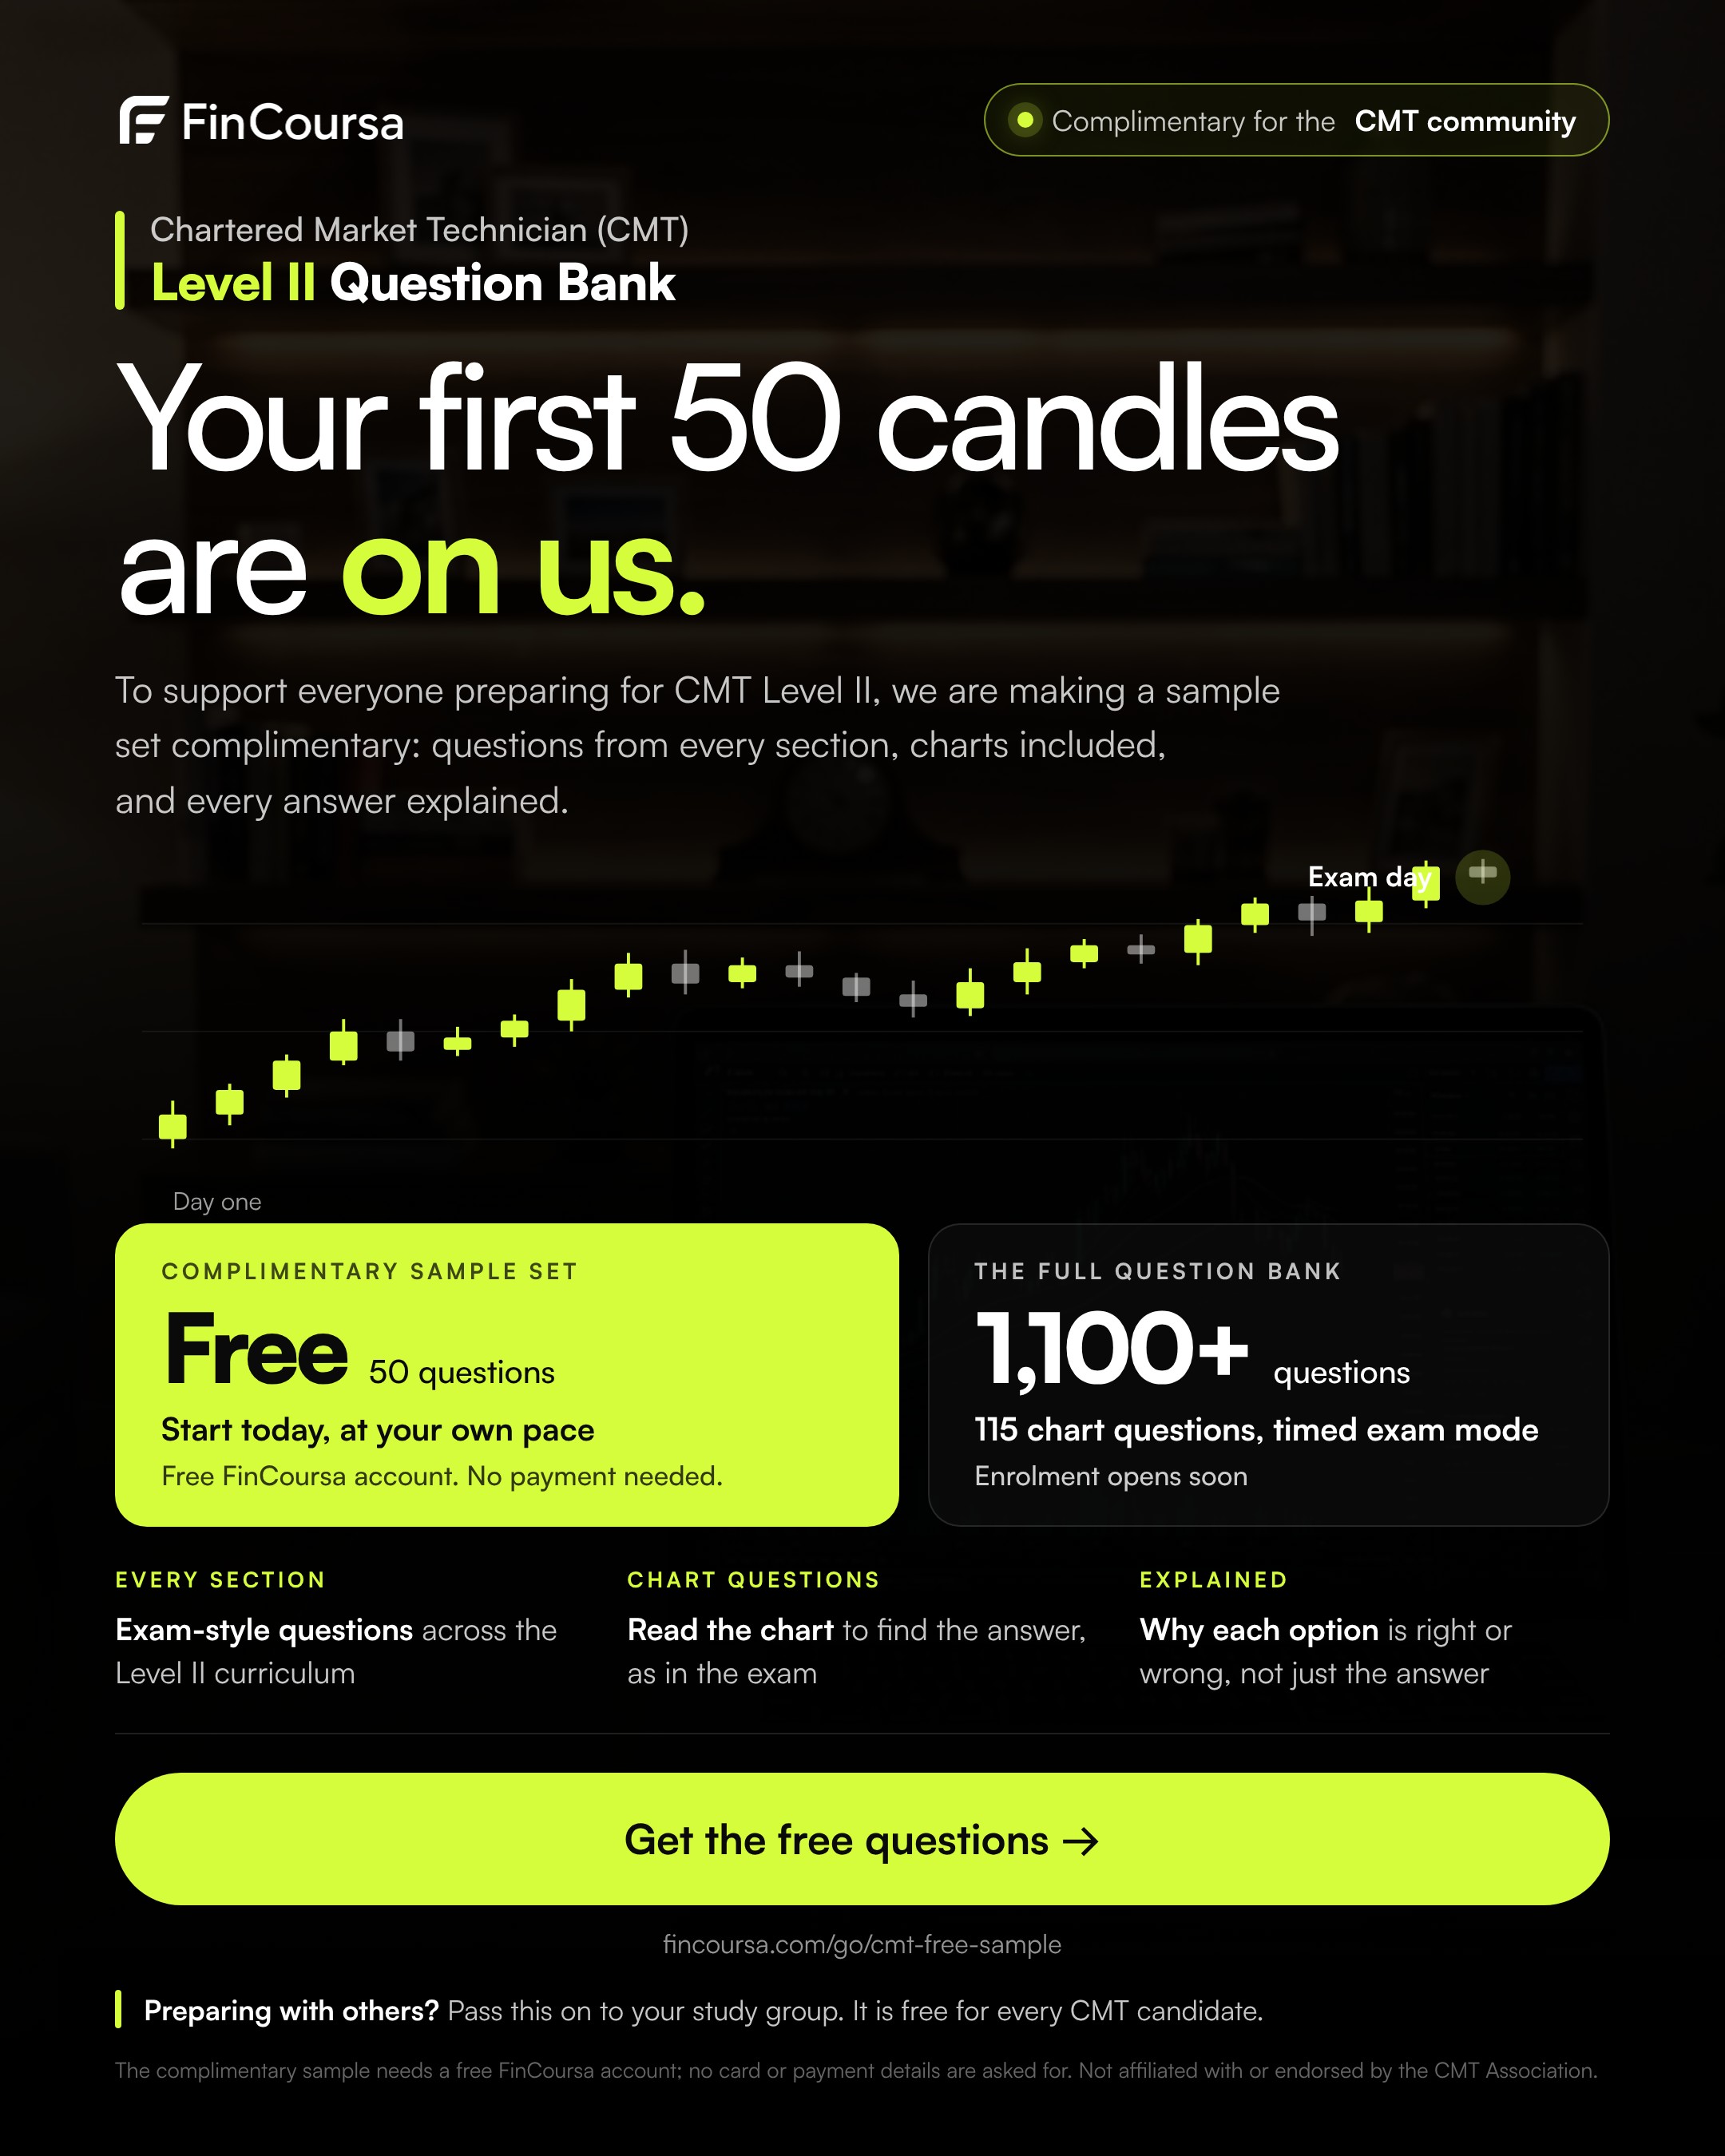 FinCoursa
Complimentary for the CMT community
Chartered Market Technician (CMT)
Level II Question Bank
Your first 50 candles
are on us.
To support everyone preparing for CMT Level II, we are making a sample
set complimentary: questions from every section, charts included,
and every answer explained.
Exam day
Day one
COMPLIMENTARY SAMPLE SET
Free 50 questions
Start today, at your own pace
Free FinCoursa account. No payment needed.
THE FULL QUESTION BANK
1,100+ questions
115 chart questions, timed exam mode
Enrolment opens soon
EVERY SECTION
Exam-style questions across the
Level II curriculum
CHART QUESTIONS
Read the chart to find the answer,
as in the exam
EXPLAINED
Why each option is right or
wrong, not just the answer
Get the free questions →
fincoursa.com/go/cmt-free-sample
Preparing with others? Pass this on to your study group. It is free for every CMT candidate.
The complimentary sample needs a free FinCoursa account; no card or payment details are asked for. Not affiliated with or endorsed by the CMT Association.